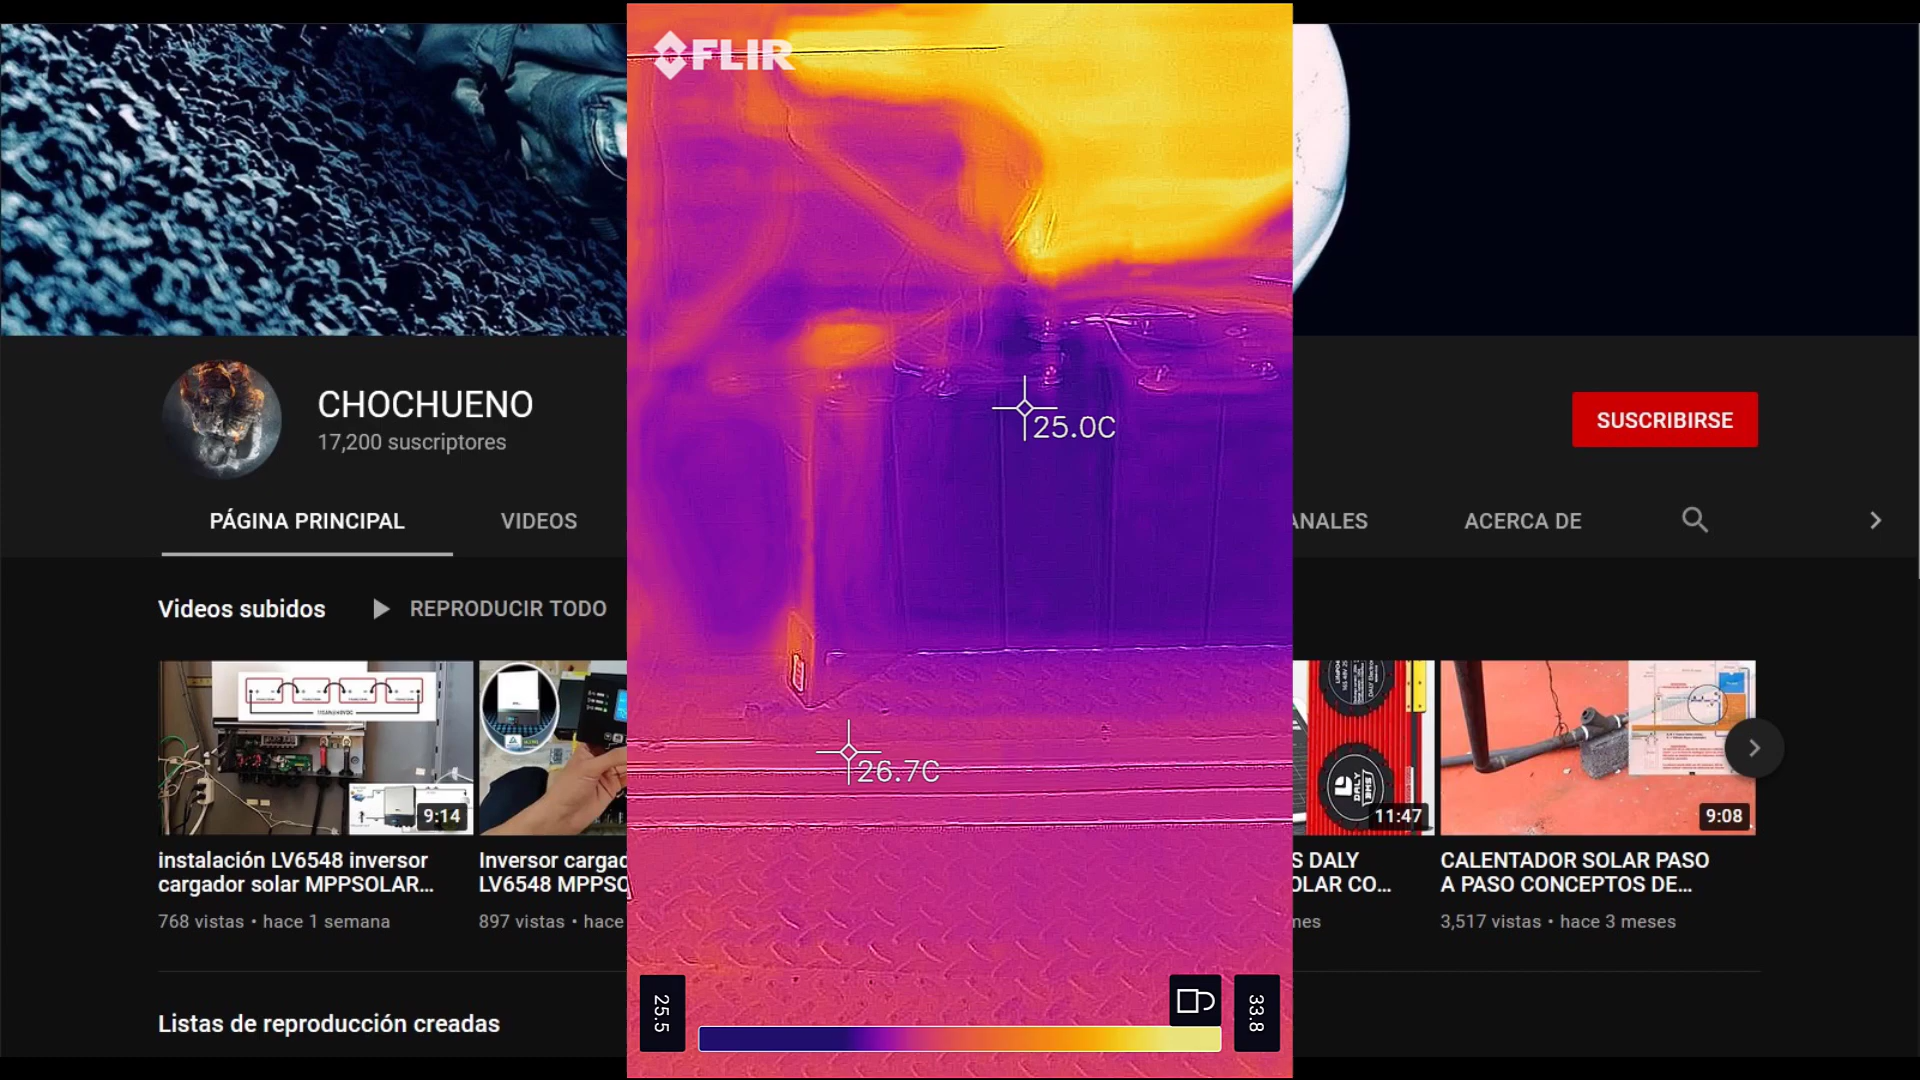 FLIR
CHOCHUENO
17,200 suscriptores
SUSCRIBIRSE
PÁGINA PRINCIPAL
VIDEOS
ANALES
ACERCA DE
25.0C
26.7C
Videos subidos
REPRODUCIR TODO
9:14
11:47
DALY
BMS
9:08
instalación LV6548 inversor
cargador solar MPPSOLAR...
768 vistas • hace 1 semana
Inversor cargad
LV6548 MPPSO
897 vistas • hace
S DALY
OLAR CO...
mes
CALENTADOR SOLAR PASO
A PASO CONCEPTOS DE...
3,517 vistas • hace 3 meses
25.5
33.8
Listas de reproducción creadas